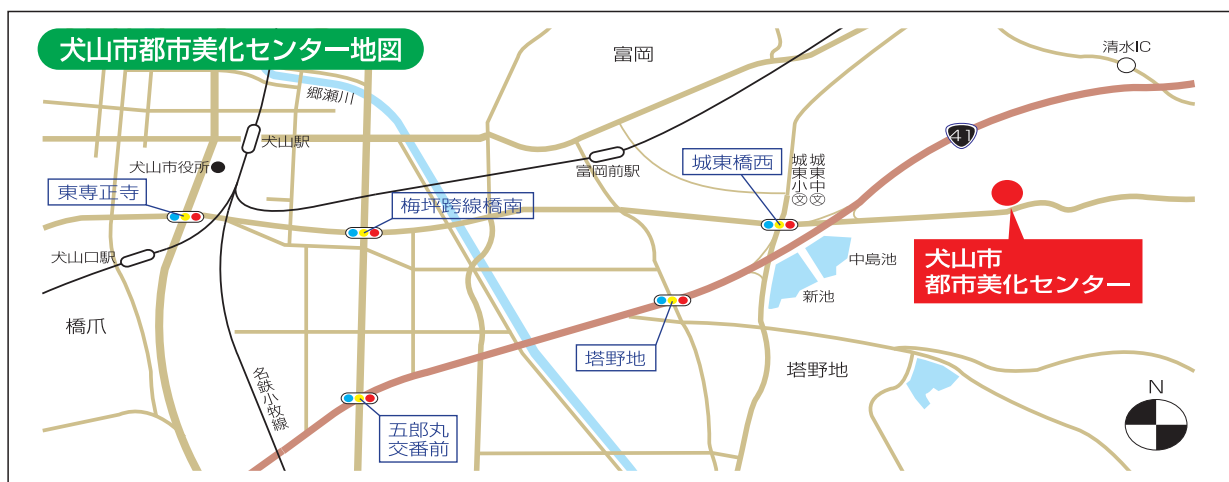 犬山市都市美化センター地図
富岡
清水IC
郷瀬川
犬山駅
41
犬山市役所
富岡前駅
城東橋西
城東小文
城東中文
東専正寺
梅坪跨線橋南
犬山口駅
中島池
犬山市
都市美化センター
新池
橋爪
塔野地
塔野地
名鉄小牧線
五郎丸
交番前
N